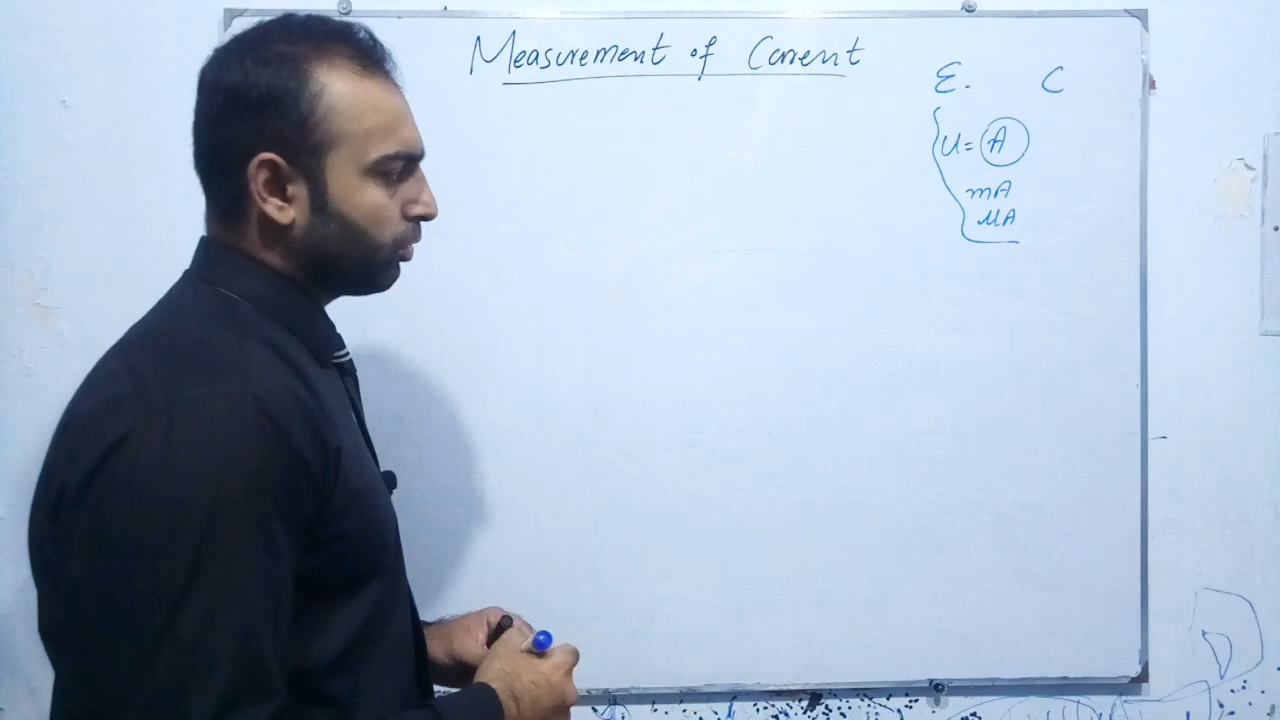 Measurement of Current
E. C
U = A
mA
μA